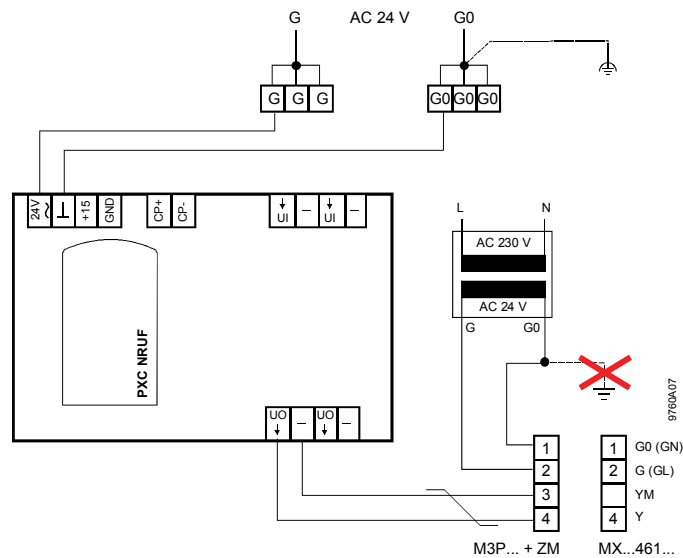 G AC 24 V G0
G G G
G0 G0 G0
24V ~ ⊥ +15 GND CP+ CP- ↓ UI – ↓ UI –
L N
AC 230 V
AC 24 V
G G0
PXC NRUF
UO ↓ – UO ↓ –
9760A07
1 1 G0 (GN)
2 2 G (GL)
3 YM
4 4 Y
M3P... + ZM MX...461...